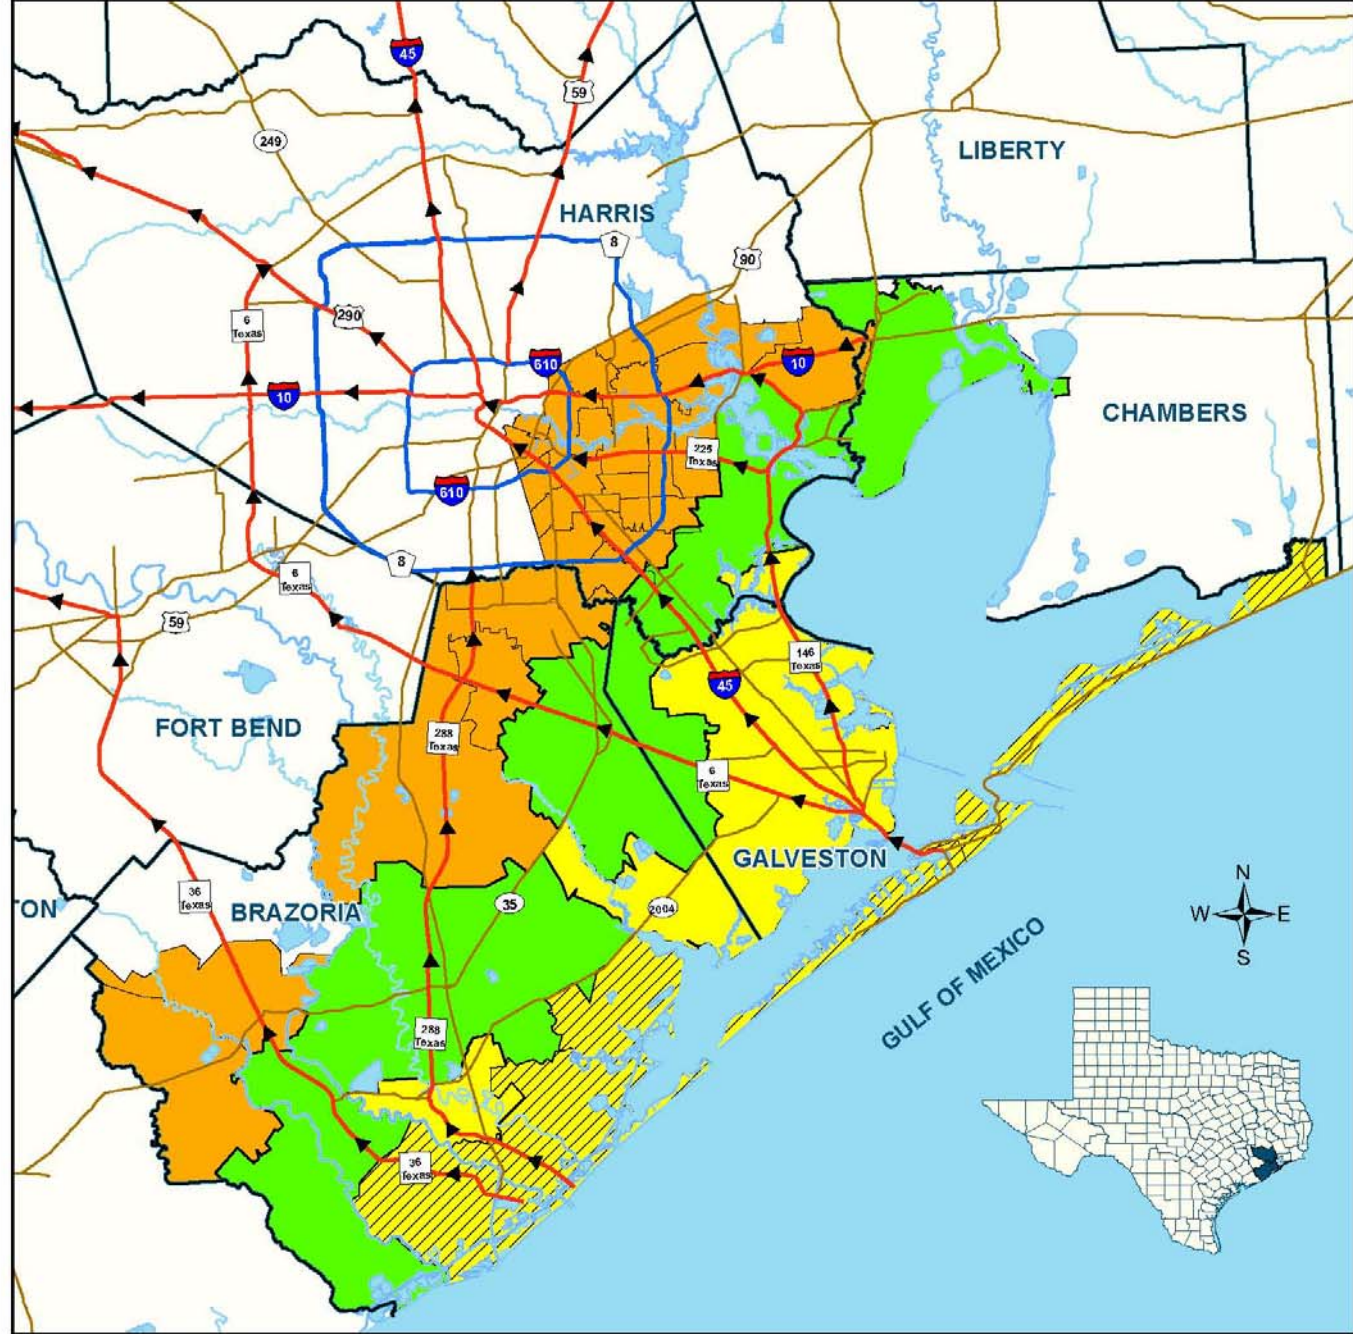 45
59
249
LIBERTY
HARRIS
8
90
290
6
Texas
610
10
10
CHAMBERS
225
Texas
610
8
6
Texas
59
146
Texas
45
FORT BEND
288
Texas
6
Texas
GALVESTON
36
Texas
TON
BRAZORIA
35
2004
N
W
E
S
GULF OF MEXICO
288
Texas
36
Texas